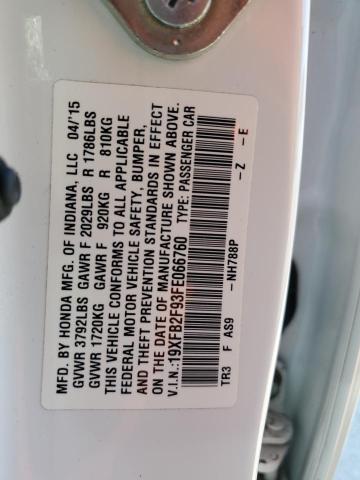 MFD. BY HONDA MFG. OF INDIANA, LLC 04/'15
GVWR 3792LBS GAWR F 2029LBS R 1786LBS
GVWR 1720KG GAWR F 920KG R 810KG
THIS VEHICLE CONFORMS TO ALL APPLICABLE
FEDERAL MOTOR VEHICLE SAFETY, BUMPER,
AND THEFT PREVENTION STANDARDS IN EFFECT
ON THE DATE OF MANUFACTURE SHOWN ABOVE.
V.I.N.: 19XFB2F93FE066760 TYPE: PASSENGER CAR
-NH788P -Z -E
TR3 F AS9